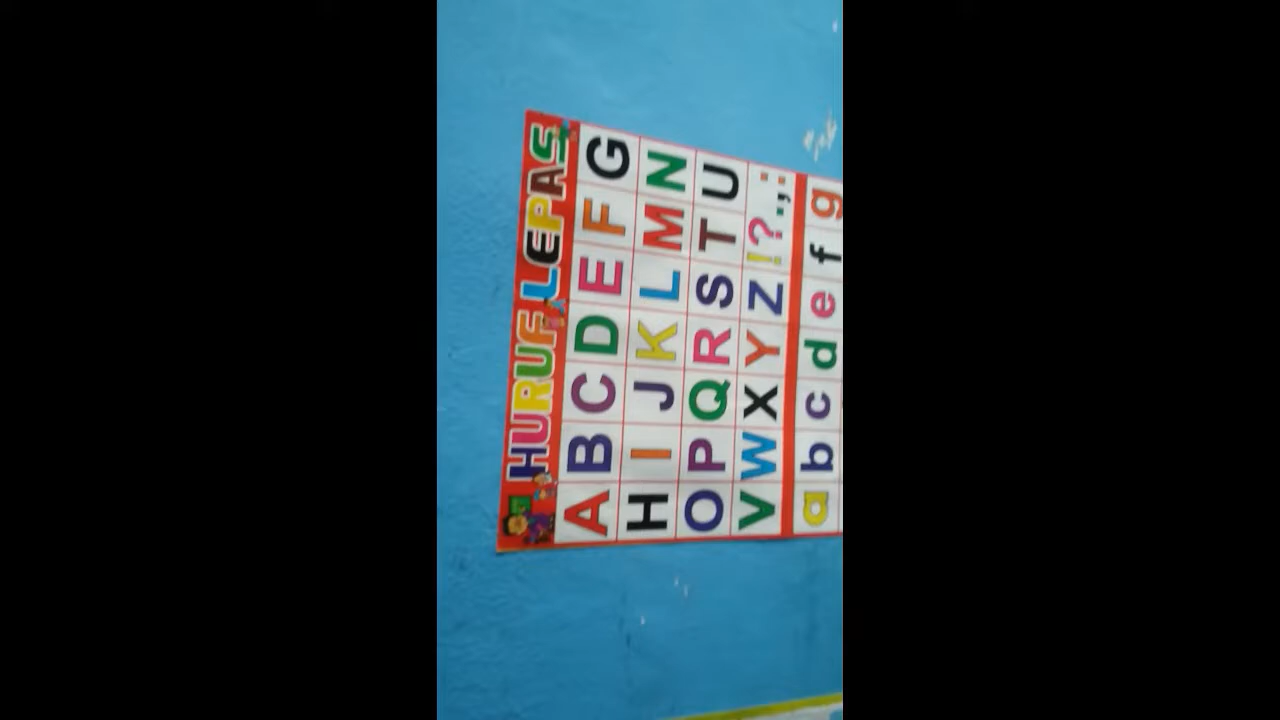 HURUF LEPAS
A B C D E F G
H I J K L M N
O P Q R S T U
V W X Y Z !?.,:
a b c d e f g